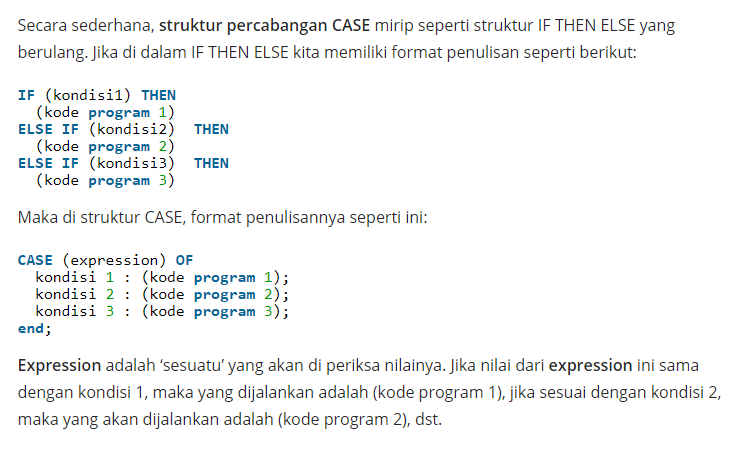 Secara sederhana, struktur percabangan CASE mirip seperti struktur IF THEN ELSE yang
berulang. Jika di dalam IF THEN ELSE kita memiliki format penulisan seperti berikut:
IF (kondisi1) THEN
  (kode program 1)
ELSE IF (kondisi2)  THEN
  (kode program 2)
ELSE IF (kondisi3)  THEN
  (kode program 3)
Maka di struktur CASE, format penulisannya seperti ini:
CASE (expression) OF
  kondisi 1 : (kode program 1);
  kondisi 2 : (kode program 2);
  kondisi 3 : (kode program 3);
end;
Expression adalah ‘sesuatu’ yang akan di periksa nilainya. Jika nilai dari expression ini sama
dengan kondisi 1, maka yang dijalankan adalah (kode program 1), jika sesuai dengan kondisi 2,
maka yang akan dijalankan adalah (kode program 2), dst.